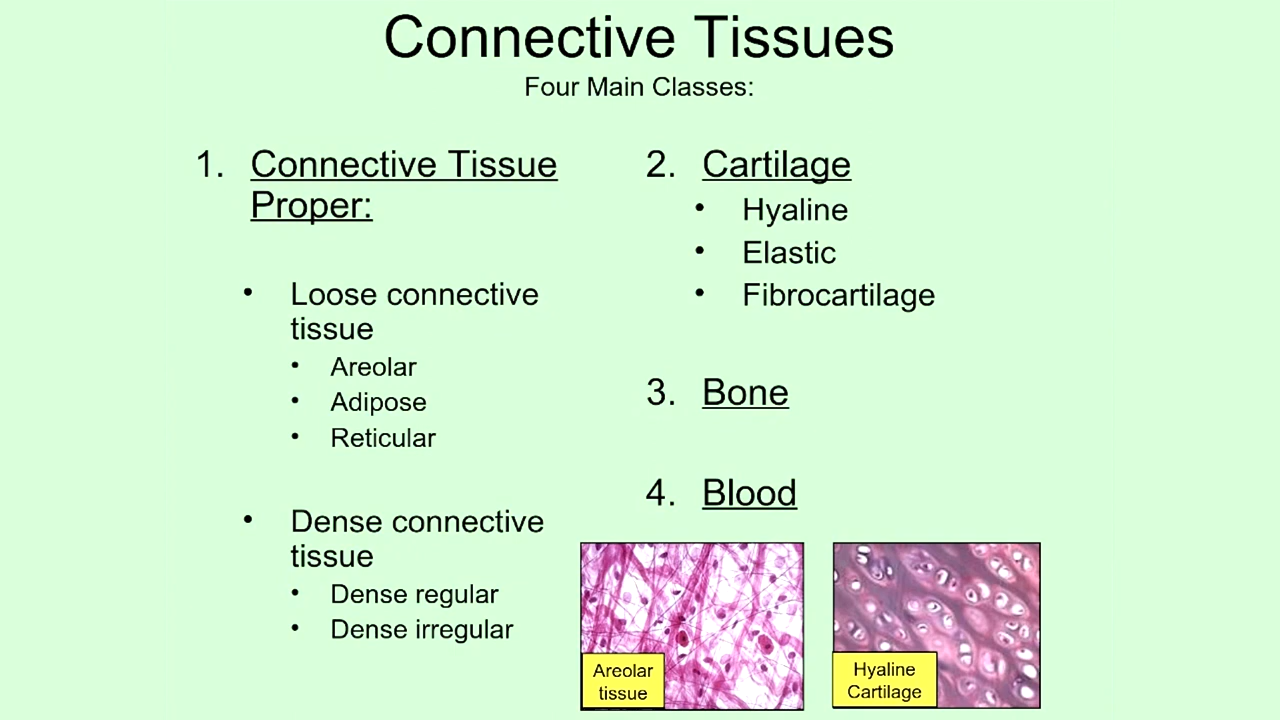 Connective Tissues
Four Main Classes:
1. Connective Tissue
Proper:
• Loose connective
tissue
• Areolar
• Adipose
• Reticular
• Dense connective
tissue
• Dense regular
• Dense irregular
2. Cartilage
• Hyaline
• Elastic
• Fibrocartilage
3. Bone
4. Blood
Areolar
tissue
Hyaline
Cartilage